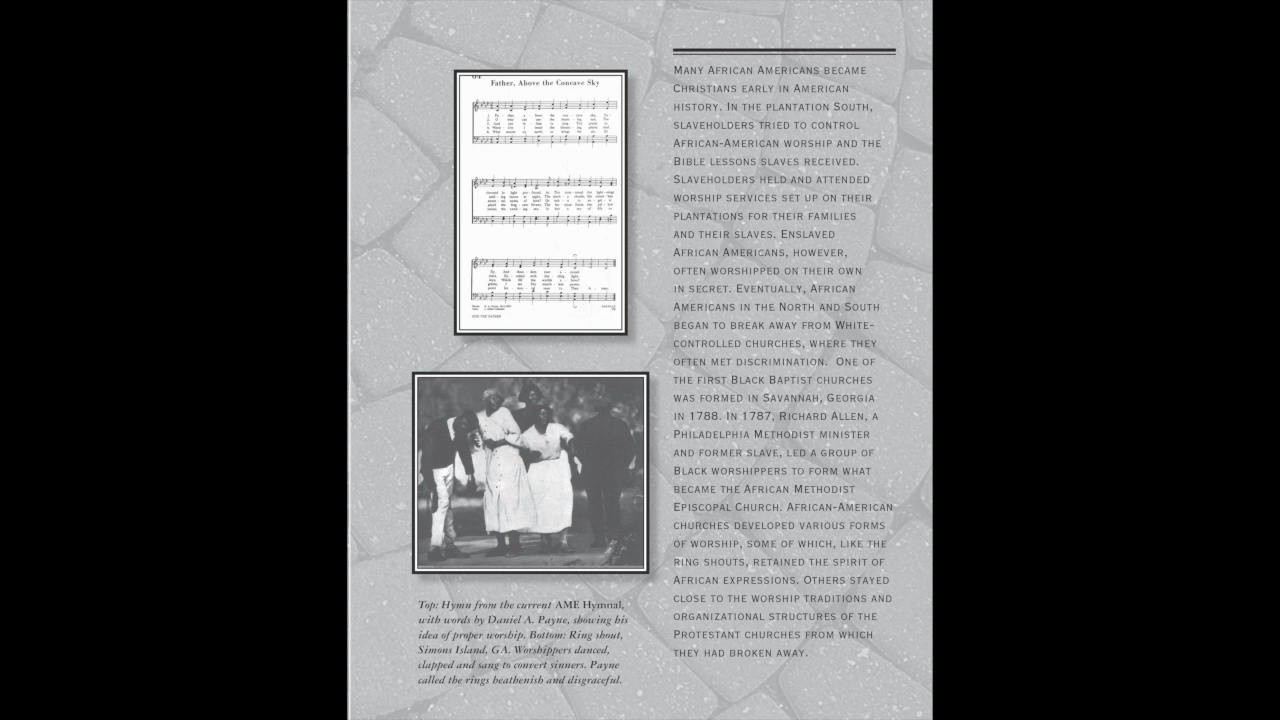 Father, Above the Concave Sky
GOD THE FATHER
Top: Hymn from the current AME Hymnal,
with words by Daniel A. Payne, showing his
idea of proper worship. Bottom: Ring shout,
Simons Island, GA. Worshippers danced,
clapped and sang to convert sinners. Payne
called the rings heathenish and disgraceful.
Many African Americans became
Christians early in American
history. In the plantation South,
slaveholders tried to control
African-American worship and the
Bible lessons slaves received.
Slaveholders held and attended
worship services set up on their
plantations for their families
and their slaves. Enslaved
African Americans, however,
often worshipped on their own
in secret. Eventually, African
Americans in the North and South
began to break away from White-
controlled churches, where they
often met discrimination. One of
the first Black Baptist churches
was formed in Savannah, Georgia
in 1788. In 1787, Richard Allen, a
Philadelphia Methodist minister
and former slave, led a group of
Black worshippers to form what
became the African Methodist
Episcopal Church. African-American
churches developed various forms
of worship, some of which, like the
ring shouts, retained the spirit of
African expressions. Others stayed
close to the worship traditions and
organizational structures of the
Protestant churches from which
they had broken away.